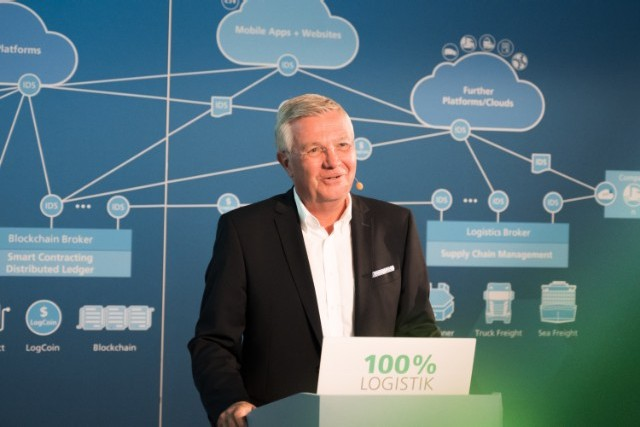 Platforms
Mobile Apps + Websites
Further
Platforms/Clouds
IDS
IDS
IDS
IDS
IDS
IDS
IDS
IDS
IDS
IDS
$
$
Blockchain Broker
Smart Contracting
Distributed Ledger
Logistics Broker
Supply Chain Management
$
LogCoin
LogCoin
Blockchain
Truck Freight
Sea Freight
100%
LOGISTIK